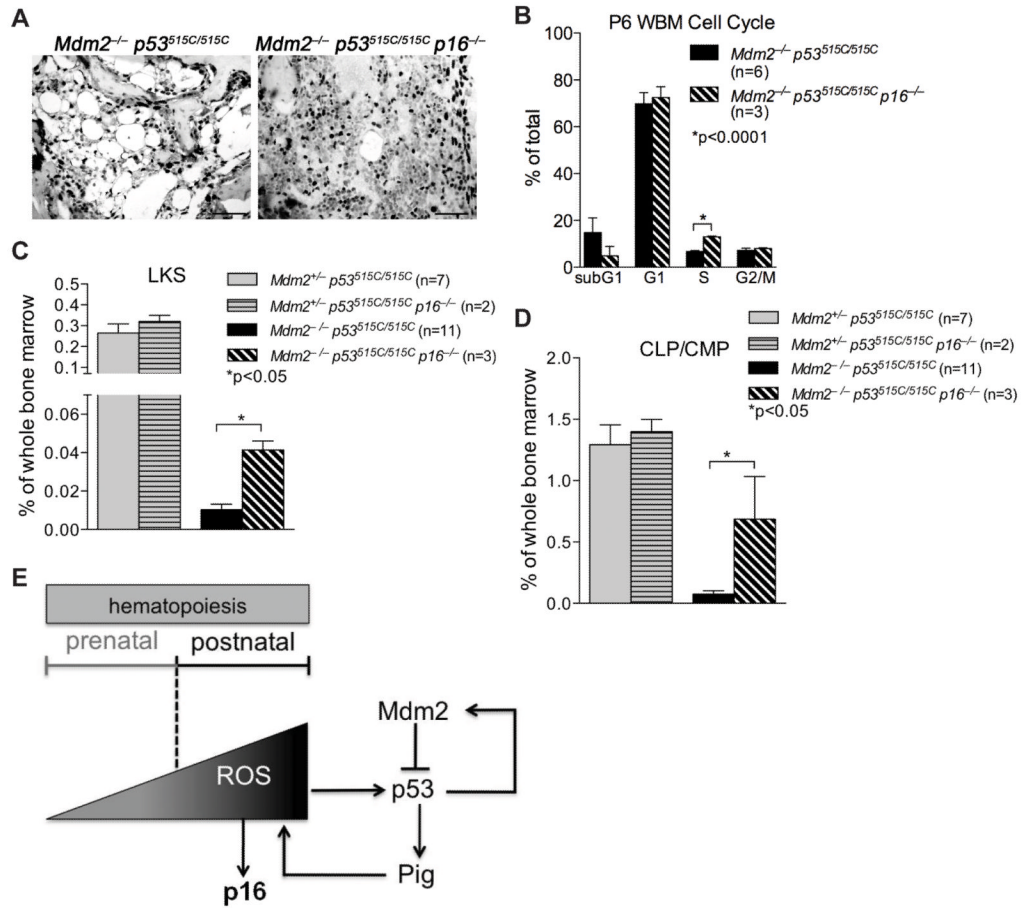 A
Mdm2–/– p53515C/515C
Mdm2–/– p53515C/515C p16–/–
B
P6 WBM Cell Cycle
% of total
100
80
60
40
20
0
subG1 G1 S G2/M
*
Mdm2–/– p53515C/515C
(n=6)
Mdm2–/– p53515C/515C p16–/–
(n=3)
*p<0.0001
C
LKS
% of whole bone marrow
0.5
0.4
0.3
0.2
0.1
0.06
0.04
0.02
0.00
*
Mdm2+/– p53515C/515C (n=7)
Mdm2+/– p53515C/515C p16–/– (n=2)
Mdm2–/– p53515C/515C (n=11)
Mdm2–/– p53515C/515C p16–/– (n=3)
*p<0.05
D
CLP/CMP
% of whole bone marrow
2.0
1.5
1.0
0.5
0.0
*
Mdm2+/– p53515C/515C (n=7)
Mdm2+/– p53515C/515C p16–/– (n=2)
Mdm2–/– p53515C/515C (n=11)
Mdm2–/– p53515C/515C p16–/– (n=3)
*p<0.05
E
hematopoiesis
prenatal postnatal
ROS
p16
Mdm2
p53
Pig